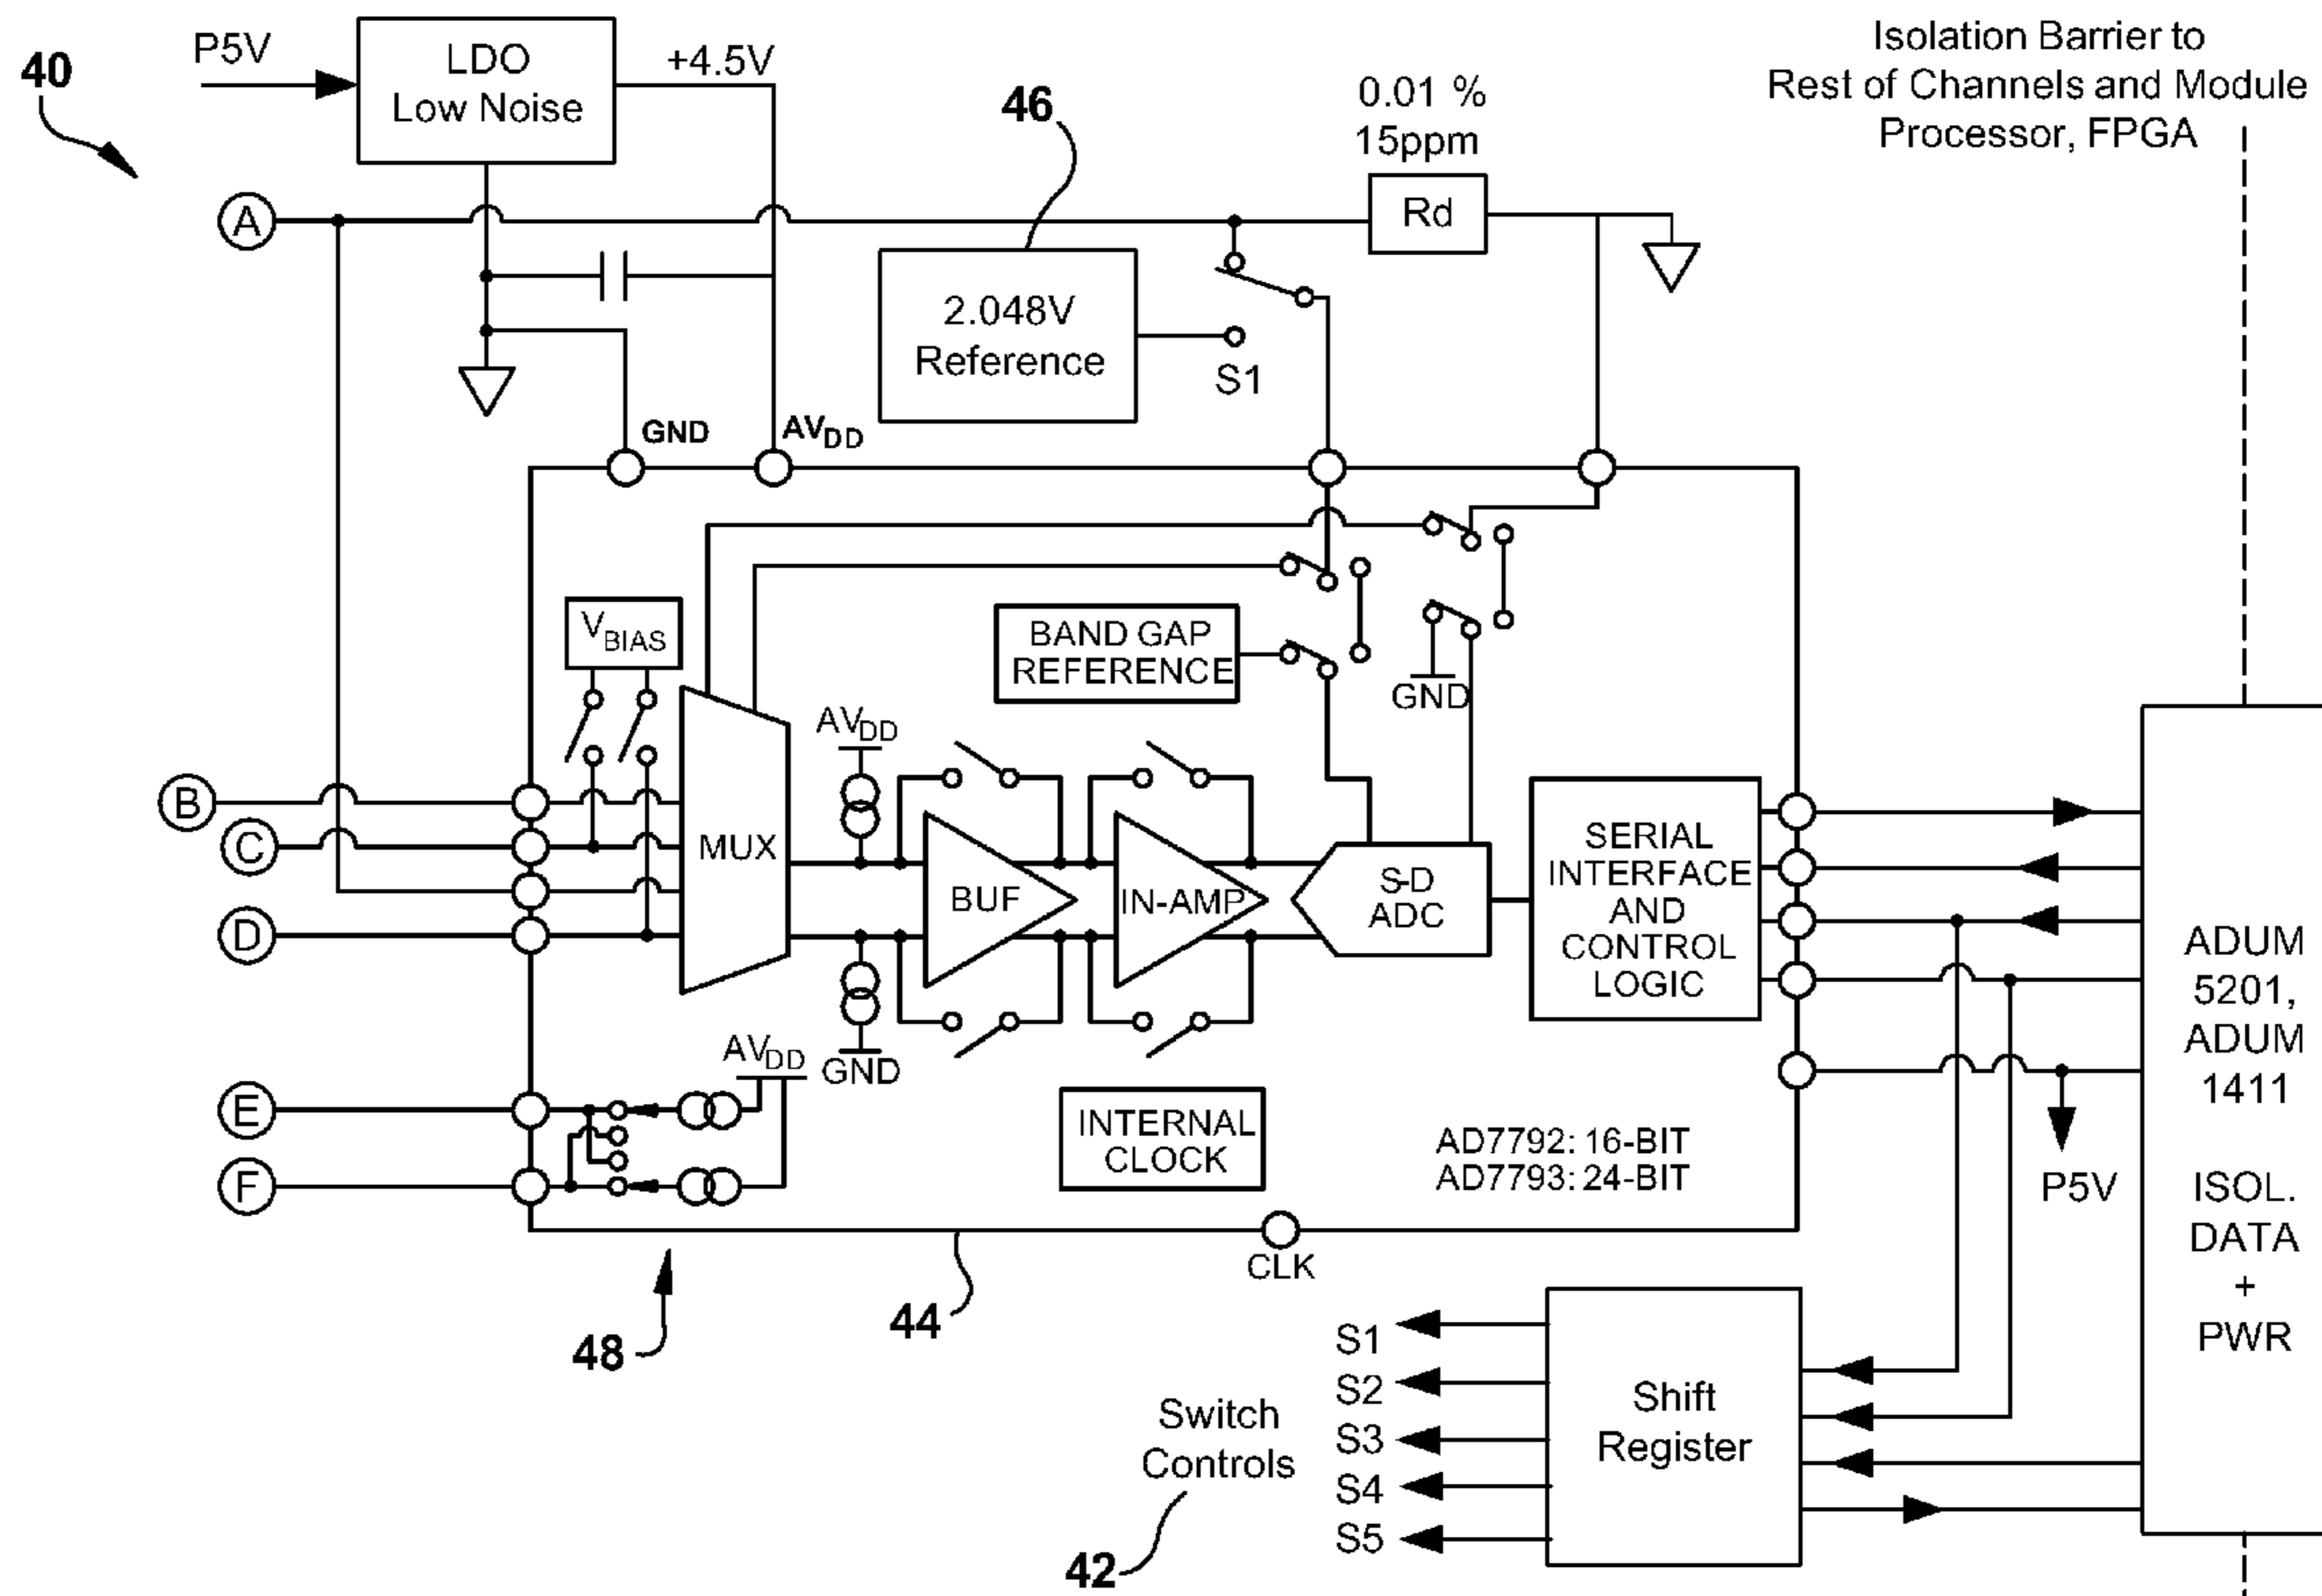 40
P5V
LDO
Low Noise
+4.5V
46
0.01 %
15ppm
Isolation Barrier to
Rest of Channels and Module
Processor, FPGA
A
Rd
2.048V
Reference
S1
GND
AVDD
VBIAS
BAND GAP
REFERENCE
GND
AVDD
B
C
D
MUX
BUF
IN-AMP
S-D
ADC
SERIAL
INTERFACE
AND
CONTROL
LOGIC
ADUM
5201,
ADUM
1411
ISOL.
DATA
+
PWR
AVDD
GND
E
F
INTERNAL
CLOCK
AD7792: 16-BIT
AD7793: 24-BIT
P5V
CLK
48
44
S1
S2
S3
S4
S5
Switch
Controls
42
Shift
Register